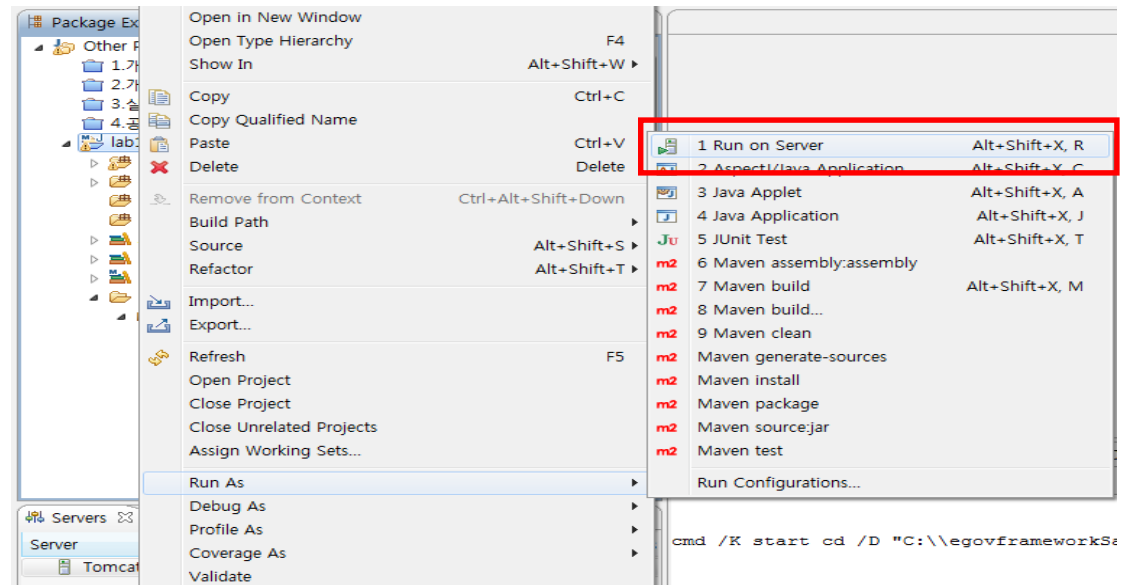 Package Ex
Other
1.
2.
3.
4.
Servers
Server
Open in New Window
Open Type Hierarchy F4
Show In Alt+Shift+W
Copy Ctrl+C
Copy Qualified Name
Paste Ctrl+V
Delete Delete
Remove from Context Ctrl+Alt+Shift+Down
Build Path
Source Alt+Shift+S
Refactor Alt+Shift+T
Import...
Export...
Refresh F5
Open Project
Close Project
Close Unrelated Projects
Assign Working Sets...
Run As
Debug As
Profile As
Coverage As
Validate
1 Run on Server Alt+Shift+X, R
2 AspectJ/Java Application Alt+Shift+X, C
3 Java Applet Alt+Shift+X, A
4 Java Application Alt+Shift+X, J
5 JUnit Test Alt+Shift+X, T
6 Maven assembly:assembly
7 Maven build Alt+Shift+X, M
8 Maven build...
9 Maven clean
Maven generate-sources
Maven install
Maven package
Maven source:jar
Maven test
Run Configurations...
cmd /K start cd /D "C:\\egovframeworkSa